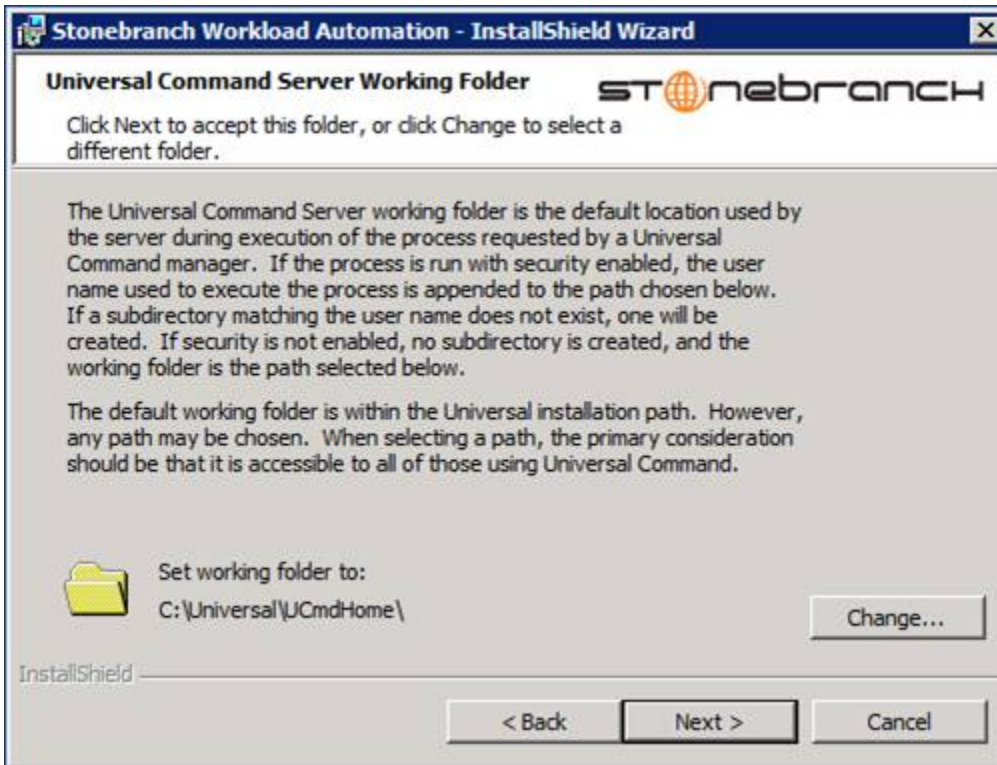 Stonebranch Workload Automation - InstallShield Wizard
Universal Command Server Working Folder
STonebranch
Click Next to accept this folder, or click Change to select a
different folder.
The Universal Command Server working folder is the default location used by
the server during execution of the process requested by a Universal
Command manager.  If the process is run with security enabled, the user
name used to execute the process is appended to the path chosen below.
If a subdirectory matching the user name does not exist, one will be
created.  If security is not enabled, no subdirectory is created, and the
working folder is the path selected below.
The default working folder is within the Universal installation path.  However,
any path may be chosen.  When selecting a path, the primary consideration
should be that it is accessible to all of those using Universal Command.
Set working folder to:
C:\Universal\UCmdHome\
Change...
InstallShield
< Back
Next >
Cancel